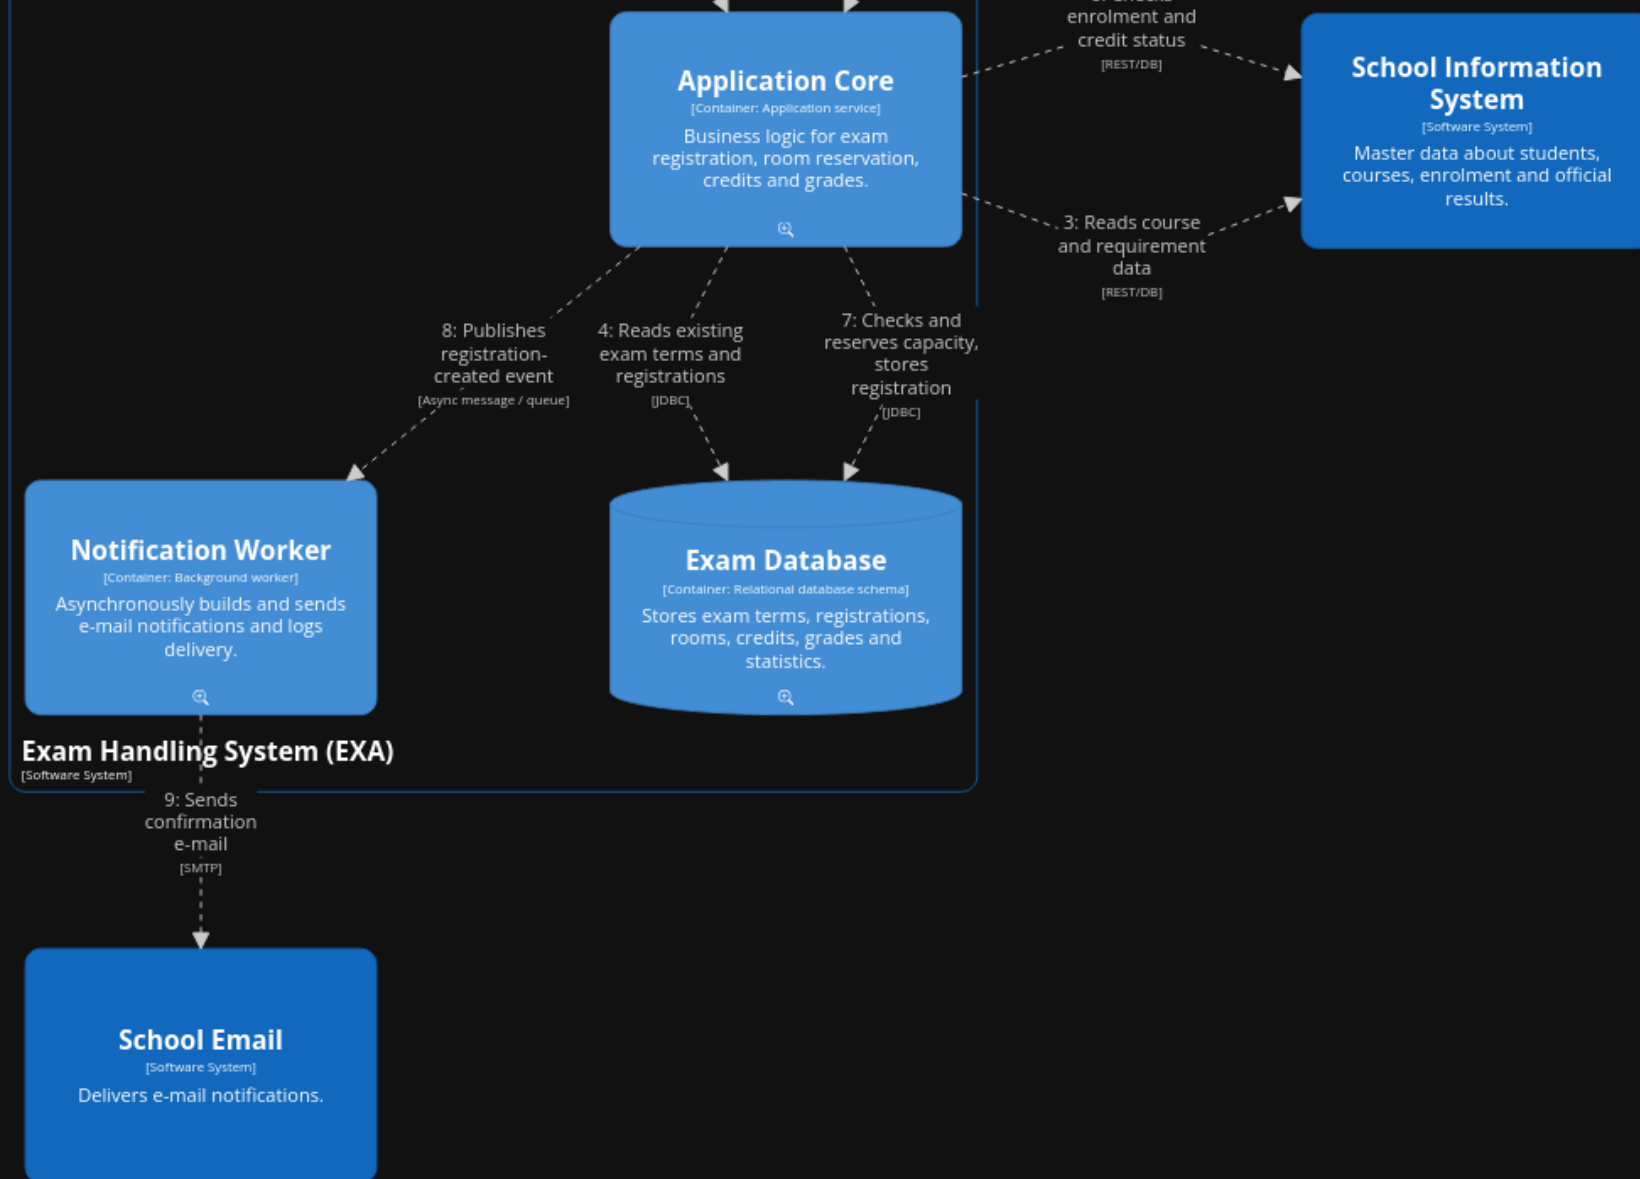 enrolment and
credit status
[REST/DB]
Application Core
[Container: Application service]
Business logic for exam
registration, room reservation,
credits and grades.
School Information
System
[Software System]
Master data about students,
courses, enrolment and official
results.
3: Reads course
and requirement
data
[REST/DB]
8: Publishes
registration-
created event
[Async message / queue]
4: Reads existing
exam terms and
registrations
[JDBC]
7: Checks and
reserves capacity,
stores
registration
[JDBC]
Notification Worker
[Container: Background worker]
Asynchronously builds and sends
e-mail notifications and logs
delivery.
Exam Database
[Container: Relational database schema]
Stores exam terms, registrations,
rooms, credits, grades and
statistics.
Exam Handling System (EXA)
[Software System]
9: Sends
confirmation
e-mail
[SMTP]
School Email
[Software System]
Delivers e-mail notifications.